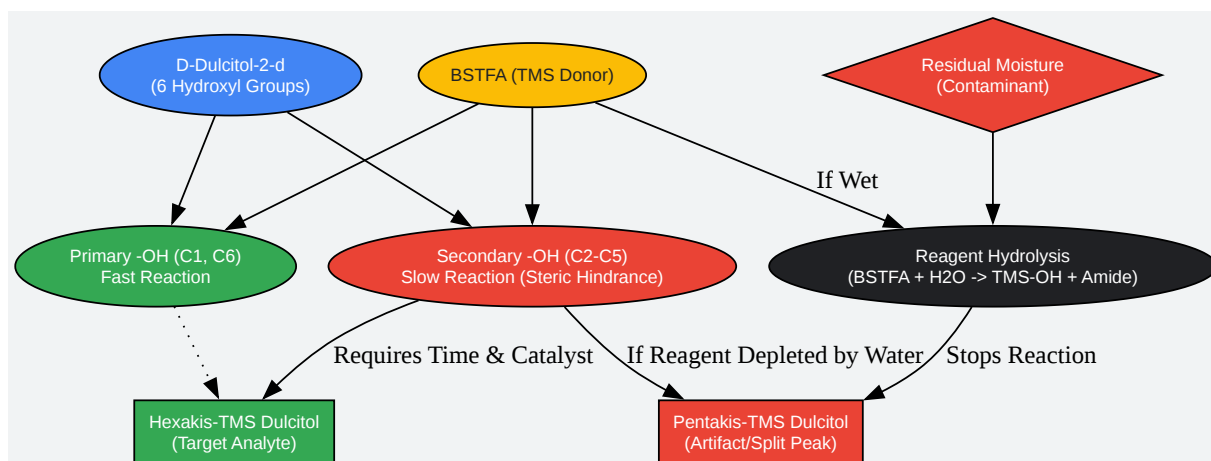 D-Dulcitol-2-d
(6 Hydroxyl Groups)
BSTFA (TMS Donor)
Residual Moisture
(Contaminant)
If Wet
Primary -OH (C1, C6)
Fast Reaction
Secondary -OH (C2-C5)
Slow Reaction (Steric Hindrance)
Reagent Hydrolysis
(BSTFA + H2O -> TMS-OH + Amide)
Requires Time & Catalyst
If Reagent Depleted by Water
Stops Reaction
Hexakis-TMS Dulcitol
(Target Analyte)
Pentakis-TMS Dulcitol
(Artifact/Split Peak)